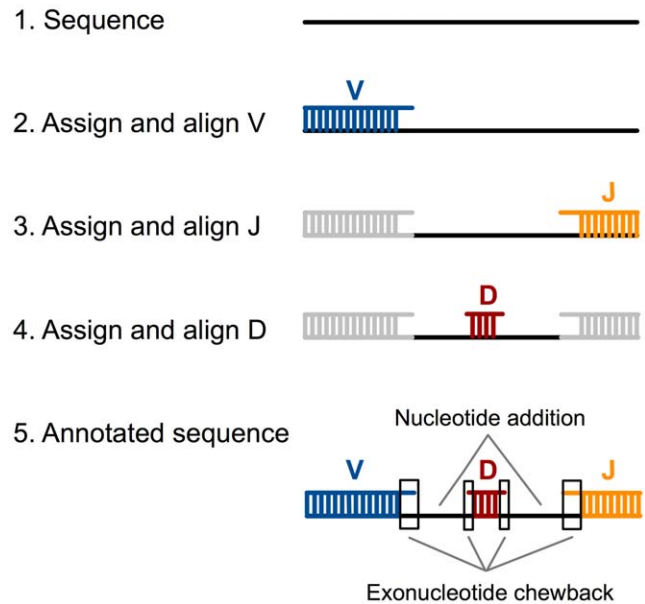 1. Sequence
V
2. Assign and align V
J
3. Assign and align J
D
4. Assign and align D
5. Annotated sequence
Nucleotide addition
V D J
Exonucleotide chewback